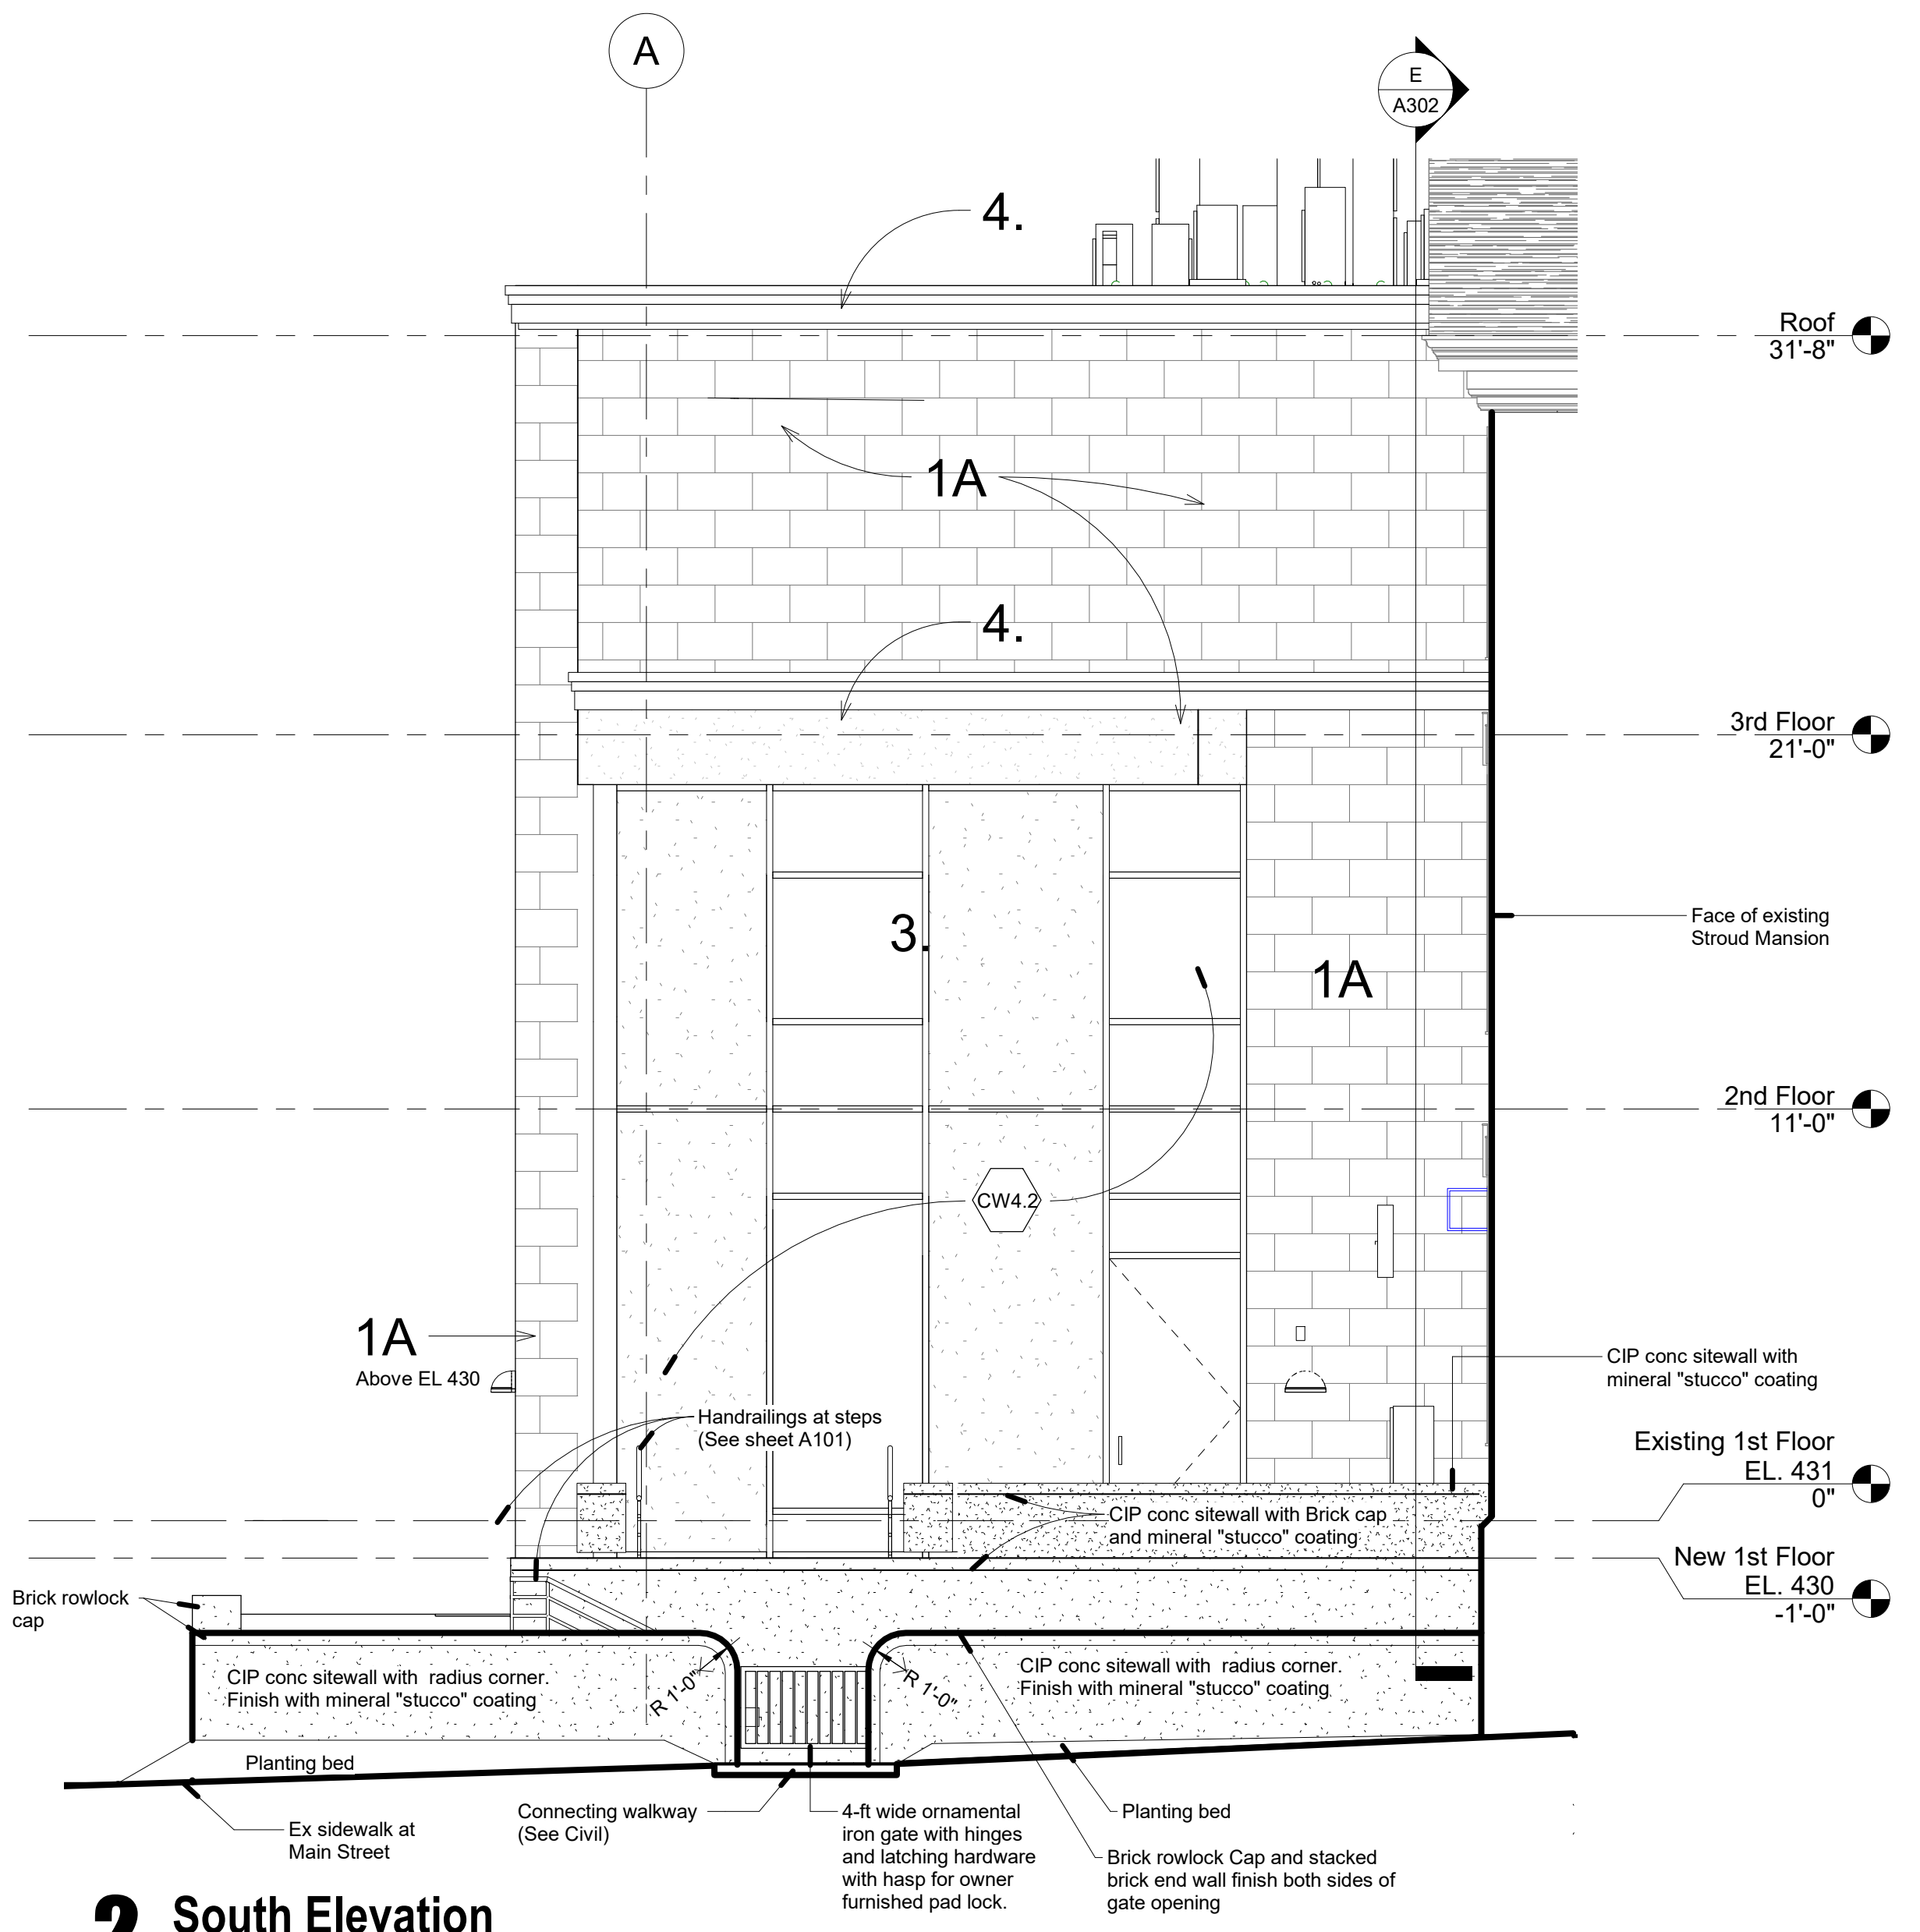 A
E
A302
4.
Roof
31'-8"
1A
4.
3rd Floor
21'-0"
3.
1A
Face of existing
Stroud Mansion
2nd Floor
11'-0"
CW4.2
1A
Above EL 430
CIP conc sitewall with
mineral "stucco" coating
Handrailings at steps
(See sheet A101)
Existing 1st Floor
EL. 431
0"
CIP conc sitewall with Brick cap
and mineral "stucco" coating
New 1st Floor
EL. 430
-1'-0"
Brick rowlock
cap
CIP conc sitewall with radius corner.
Finish with mineral "stucco" coating
R 1'-0"
R 1'-0"
CIP conc sitewall with radius corner.
Finish with mineral "stucco" coating
Planting bed
Ex sidewalk at
Main Street
Connecting walkway
(See Civil)
4-ft wide ornamental
iron gate with hinges
and latching hardware
with hasp for owner
furnished pad lock.
Planting bed
Brick rowlock Cap and stacked
brick end wall finish both sides of
gate opening
2 South Elevation